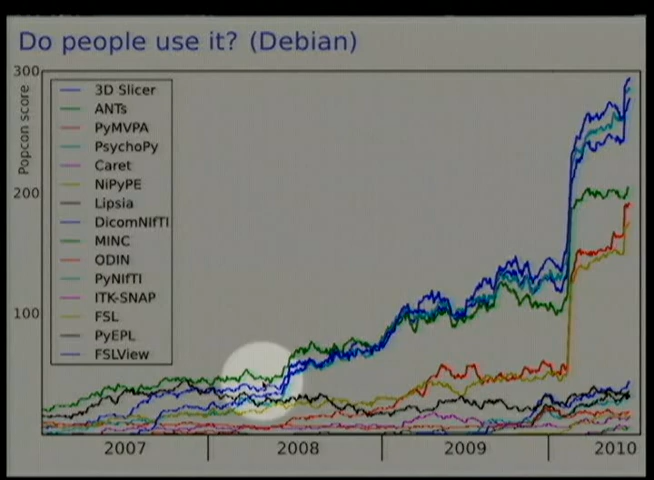 Do people use it? (Debian)
300
200
100
Popcon score
3D Slicer
ANTs
PyMVPA
PsychoPy
Caret
NiPyPE
Lipsia
DicomNIfTI
MINC
ODIN
PyNIfTI
ITK-SNAP
FSL
PyEPL
FSLView
2007 2008 2009 2010